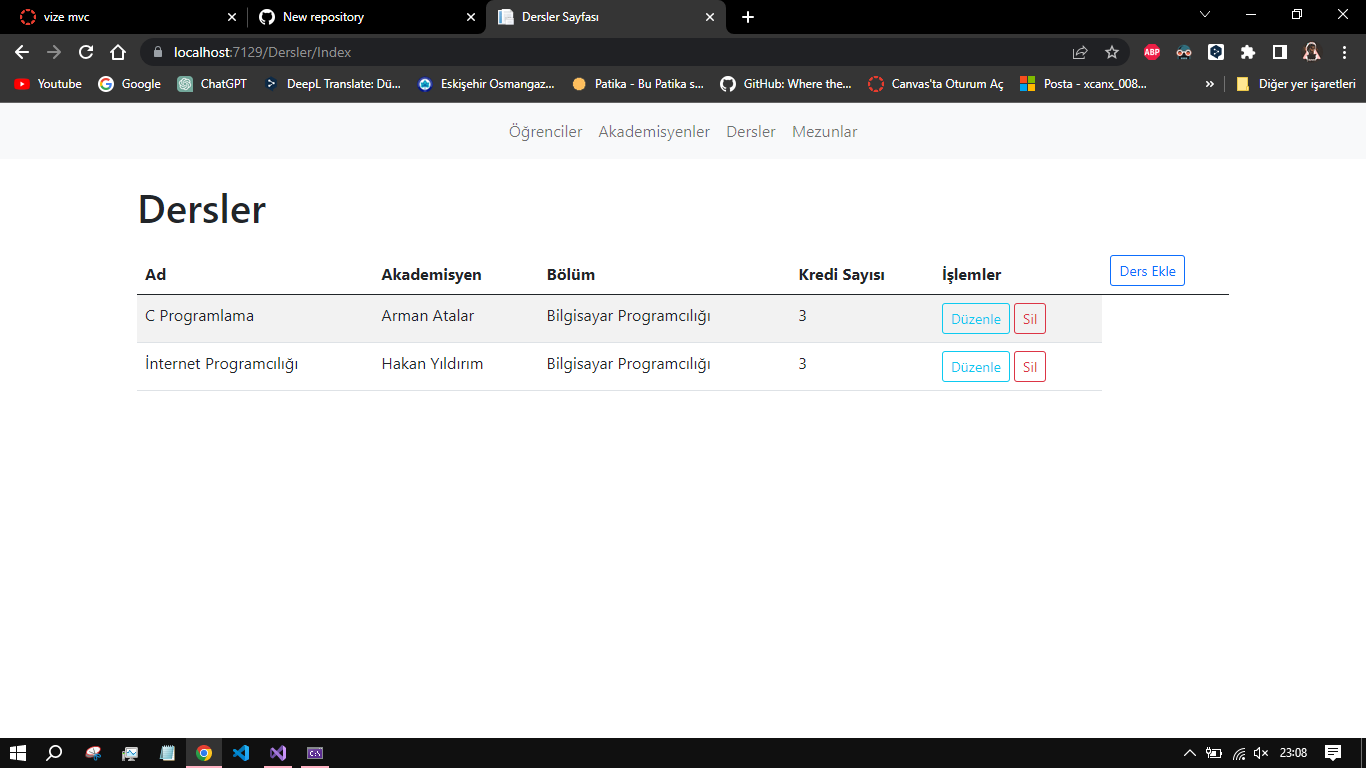 vize mvc
New repository
Dersler Sayfası
localhost:7129/Dersler/Index
ABP
Youtube
Google
ChatGPT
DeepL Translate: Dü...
Eskişehir Osmangaz...
Patika - Bu Patika s...
GitHub: Where the...
Canvas'ta Oturum Aç
Posta - xcanx_008...
»
Diğer yer işaretleri
Öğrenciler Akademisyenler Dersler Mezunlar
Dersler
Ad Akademisyen Bölüm Kredi Sayısı İşlemler Ders Ekle
C Programlama Arman Atalar Bilgisayar Programcılığı 3 Düzenle Sil
İnternet Programcılığı Hakan Yıldırım Bilgisayar Programcılığı 3 Düzenle Sil
23:08